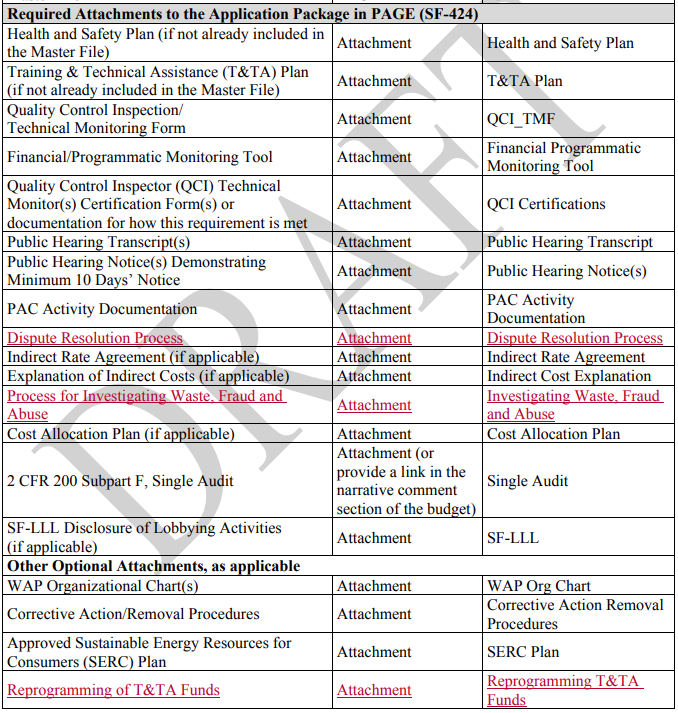 Required Attachments to the Application Package in PAGE (SF-424)
Health and Safety Plan (if not already included in
the Master File)
Attachment
Health and Safety Plan
Training & Technical Assistance (T&TA) Plan
(if not already included in the Master File)
Attachment
T&TA Plan
Quality Control Inspection/
Technical Monitoring Form
Attachment
QCI_TMF
Financial/Programmatic Monitoring Tool
Attachment
Financial Programmatic
Monitoring Tool
Quality Control Inspector (QCI) Technical
Monitor(s) Certification Form(s) or
documentation for how this requirement is met
Attachment
QCI Certifications
Public Hearing Transcript(s)
Attachment
Public Hearing Transcript
Public Hearing Notice(s) Demonstrating
Minimum 10 Days’ Notice
Attachment
Public Hearing Notice(s)
PAC Activity Documentation
Attachment
PAC Activity
Documentation
Dispute Resolution Process
Attachment
Dispute Resolution Process
Indirect Rate Agreement (if applicable)
Attachment
Indirect Rate Agreement
Explanation of Indirect Costs (if applicable)
Attachment
Indirect Cost Explanation
Process for Investigating Waste, Fraud and
Abuse
Attachment
Investigating Waste, Fraud
and Abuse
Cost Allocation Plan (if applicable)
Attachment
Cost Allocation Plan
2 CFR 200 Subpart F, Single Audit
Attachment (or
provide a link in the
narrative comment
section of the budget)
Single Audit
SF-LLL Disclosure of Lobbying Activities
(if applicable)
Attachment
SF-LLL
Other Optional Attachments, as applicable
WAP Organizational Chart(s)
Attachment
WAP Org Chart
Corrective Action/Removal Procedures
Attachment
Corrective Action Removal
Procedures
Approved Sustainable Energy Resources for
Consumers (SERC) Plan
Attachment
SERC Plan
Reprogramming of T&TA Funds
Attachment
Reprogramming T&TA
Funds
DRAFT